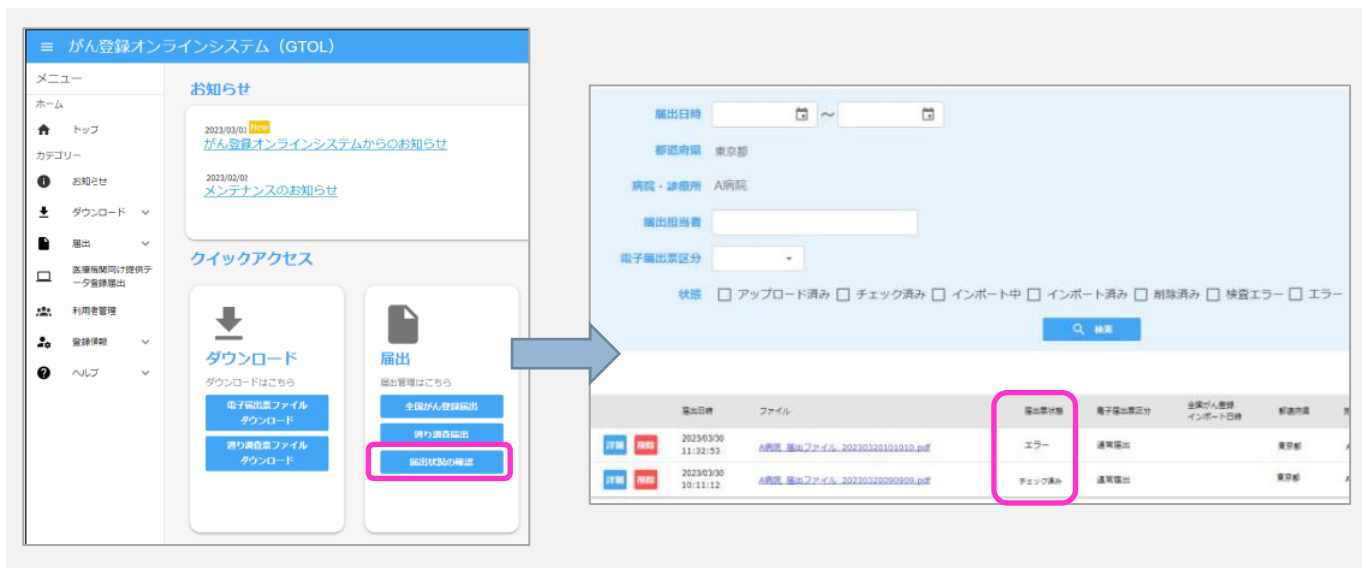 がん登録オンラインシステム（GTOL）
メニュー
ホーム
トップ
カテゴリー
お知らせ
ダウンロード
届出
医療機関向け提供デ
ータ登録届出
利用者管理
登録情報
ヘルプ
お知らせ
2023/03/0 New
がん登録オンラインシステムからのお知らせ
2023/02/0
メンテナンスのお知らせ
クイックアクセス
ダウンロード
ダウンロードはこちら
電子届出票ファイル
ダウンロード
遡り調査票ファイル
ダウンロード
届出
届出管理はこちら
全国がん登録届出
遡り調査届出
届出状況の確認
届出日時 ～
都道府県 東京都
病院・診療所 A病院
届出担当者
電子届出票区分
状態 アップロード済み チェック済み インポート中 インポート済み 削除済み 検査エラー エラー
検索
届出日時 ファイル 届出票状態 電子届出票区分 全国がん登録 インポート日時 都道府県
詳細 削除 2023/03/30 11:32:53 A病院_届出ファイル_20230320101010.pdf エラー 通常届出 東京都
詳細 削除 2023/03/30 10:11:12 A病院_届出ファイル_20230320090909.pdf チェック済み 通常届出 東京都